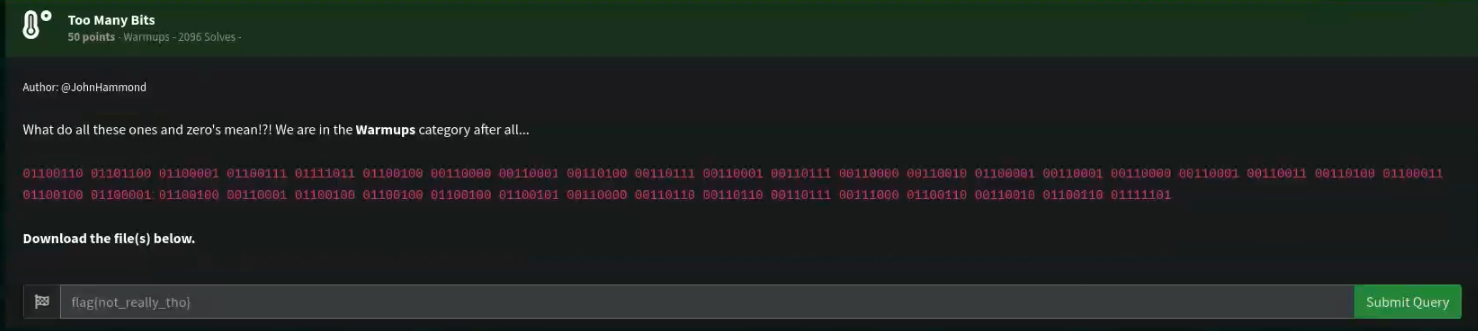 Too Many Bits
50 points - Warmups - 2096 Solves -
Author: @JohnHammond
What do all these ones and zero's mean!?! We are in the Warmups category after all...
01100110 01101100 01100001 01100111 01111011 01100100 00110000 00110001 00110100 00110111 00110001 00110111 00110000 00110010 01100001 00110001 00110000 00110001 00110011 00110100 01100011
01100100 01100001 01100100 00110001 01100100 01100100 01100100 01100101 00110000 00110110 00110110 00110111 00111000 01100110 00110010 01100110 01111101
Download the file(s) below.
flag{not_really_tho}
Submit Query